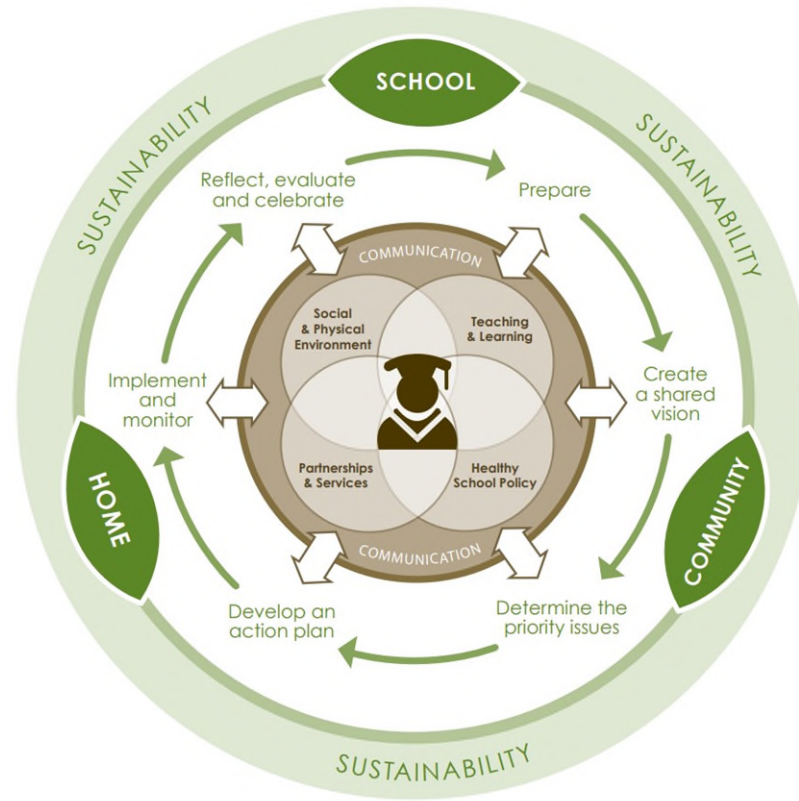 SCHOOL
SUSTAINABILITY
SUSTAINABILITY
Reflect, evaluate
and celebrate
Prepare
COMMUNICATION
Social
& Physical
Environment
Teaching
& Learning
Implement
and
monitor
Create
a shared
vision
Partnerships
& Services
Healthy
School Policy
HOME
COMMUNITY
COMMUNICATION
Develop an
action plan
Determine the
priority issues
SUSTAINABILITY